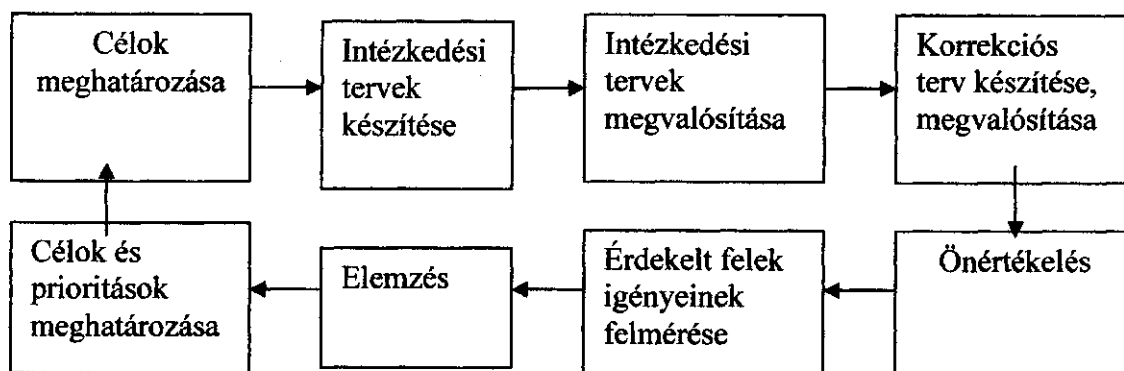 Célok
meghatározása
Intézkedési
tervek
készítése
Intézkedési
tervek
megvalósítása
Korrekciós
terv készítése,
megvalósítása
Célok és
prioritások
meghatározása
Elemzés
Érdekelt felek
igényeinek
felmérése
Önértékelés